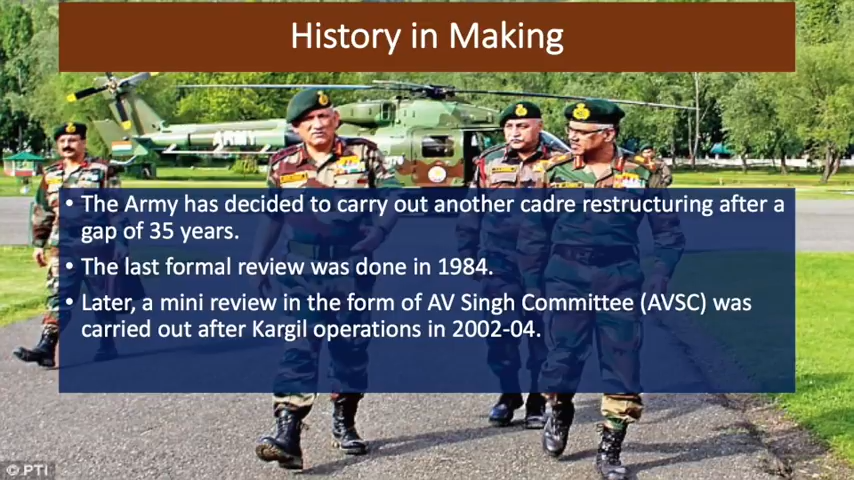 History in Making
ARMY
• The Army has decided to carry out another cadre restructuring after a
gap of 35 years.
• The last formal review was done in 1984.
• Later, a mini review in the form of AV Singh Committee (AVSC) was
carried out after Kargil operations in 2002-04.
© PTI